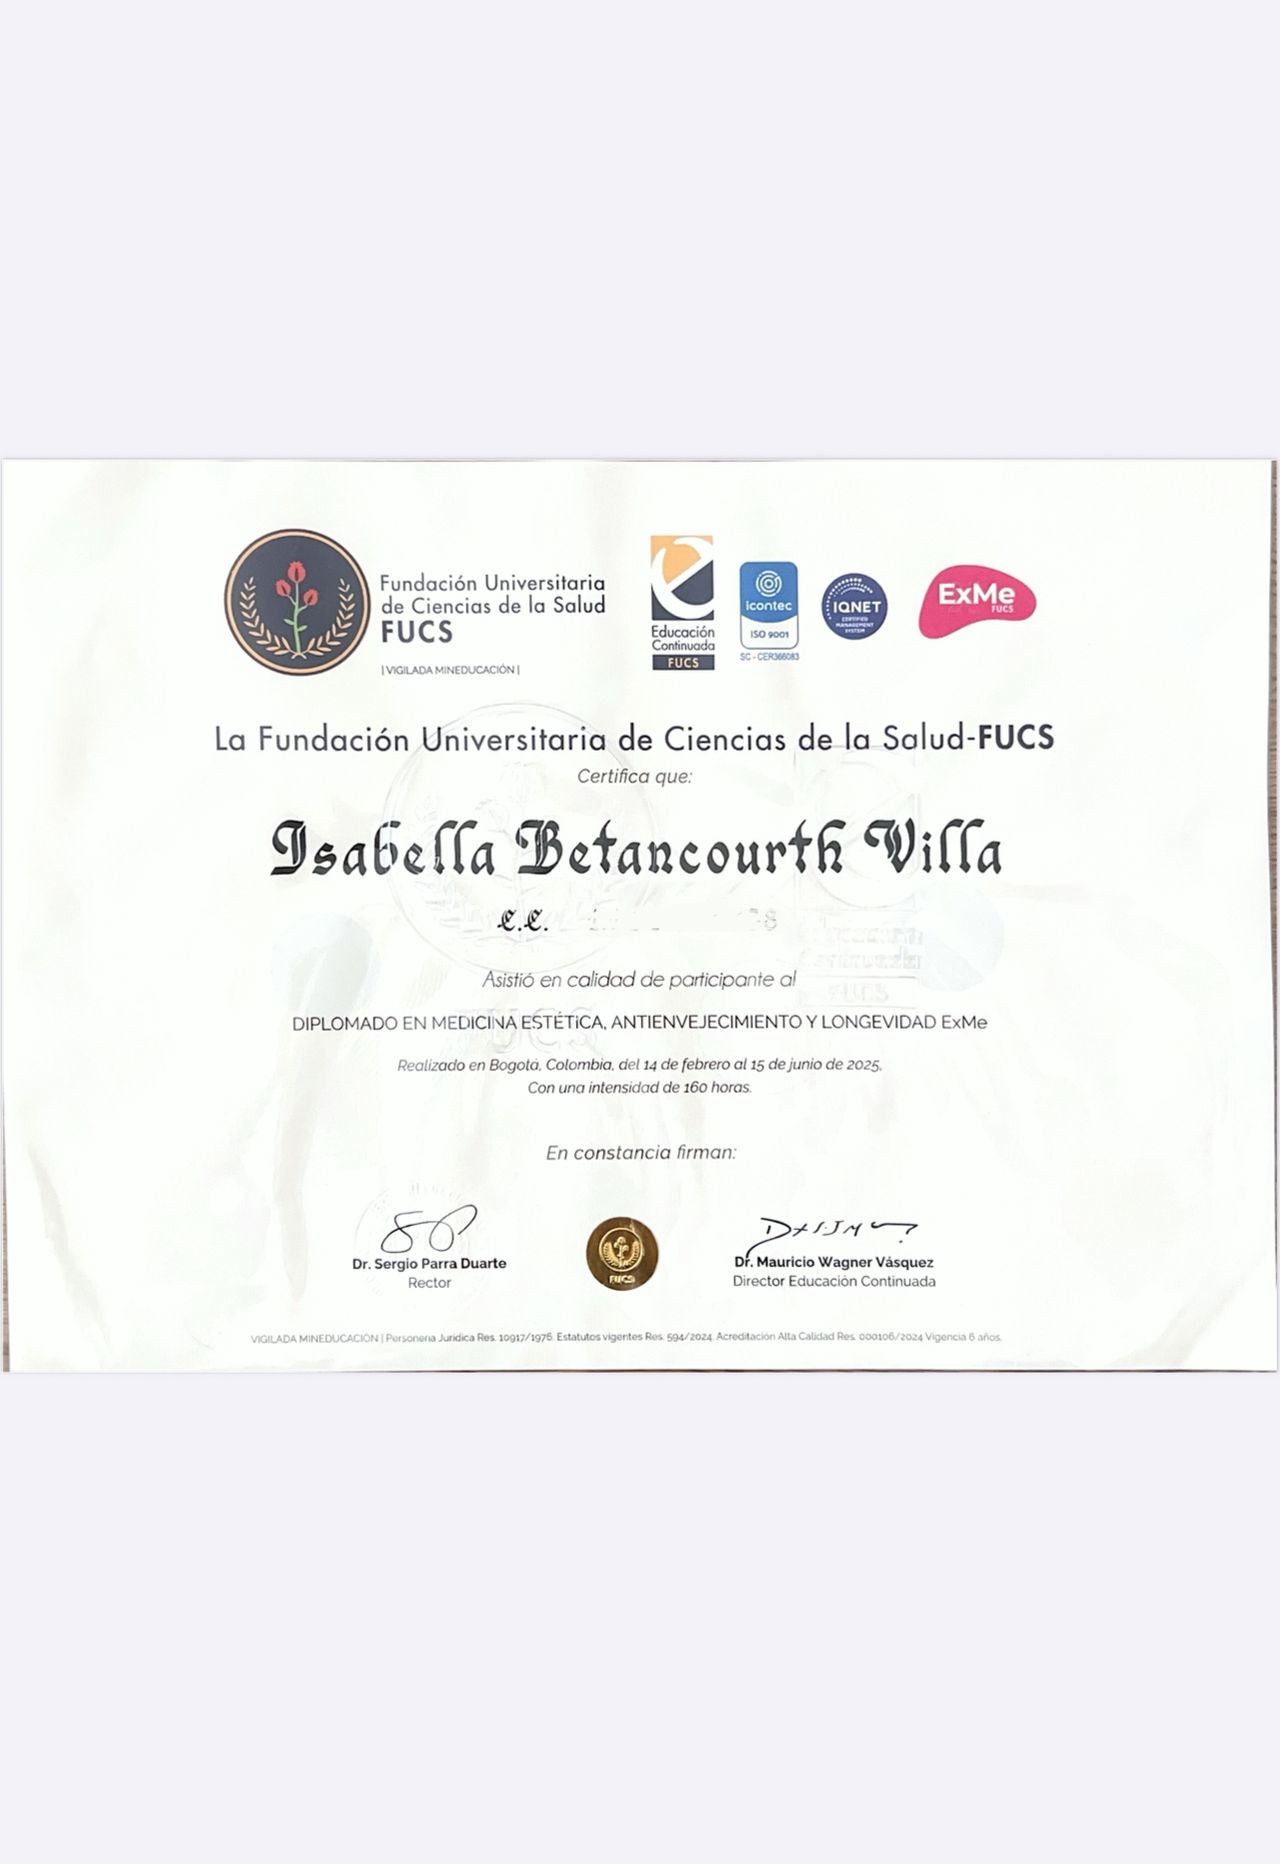 Fundación Universitaria
de Ciencias de la Salud
FUCS
| VIGILADA MINEDUCACIÓN |
Educación
Continuada
FUCS
icontec
ISO 9001
SC - CER366083
IQNET
CERTIFIED
MANAGEMENT
SYSTEM
ExMe
FUCS
La Fundación Universitaria de Ciencias de la Salud-FUCS
Certifica que:
Isabella Betancourth Villa
C.C.
Asistió en calidad de participante al
DIPLOMADO EN MEDICINA ESTÉTICA, ANTIENVEJECIMIENTO Y LONGEVIDAD ExMe
Realizado en Bogotá, Colombia, del 14 de febrero al 15 de junio de 2025,
Con una intensidad de 160 horas.
En constancia firman:
Dr. Sergio Parra Duarte
Rector
FUCS
Dr. Mauricio Wagner Vásquez
Director Educación Continuada
VIGILADA MINEDUCACIÓN | Personería Jurídica Res. 10917/1976. Estatutos vigentes Res. 594/2024. Acreditación Alta Calidad Res. 000106/2024 Vigencia 6 años.